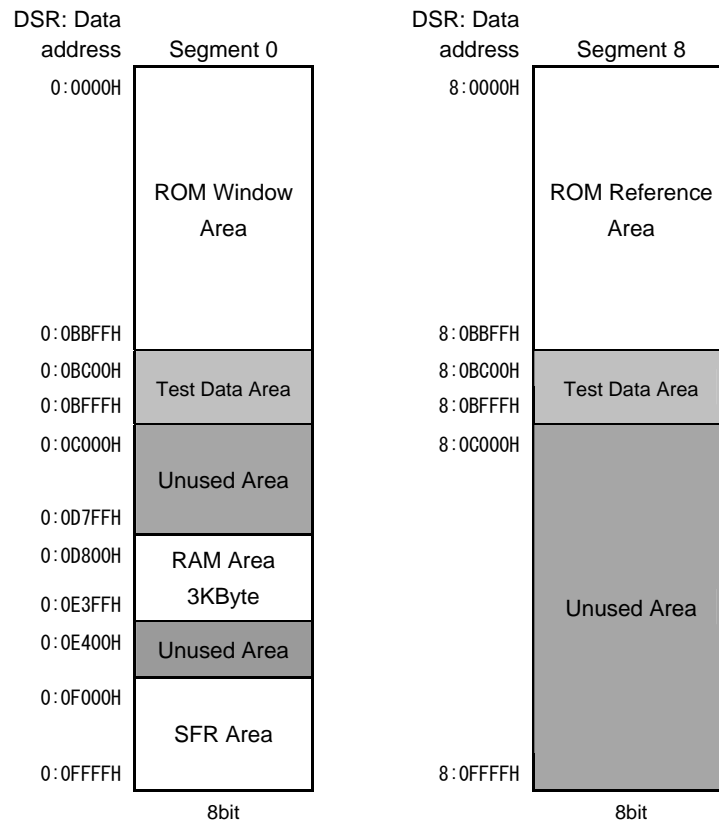 DSR: Data
address
Segment 0
0:0000H
ROM Window
Area
0:0BBFFH
0:0BC00H
Test Data Area
0:0BFFFH
0:0C000H
Unused Area
0:0D7FFH
0:0D800H
RAM Area
3KByte
0:0E3FFH
0:0E400H
Unused Area
0:0F000H
SFR Area
0:0FFFFH
8bit
DSR: Data
address
Segment 8
8:0000H
ROM Reference
Area
8:0BBFFH
8:0BC00H
Test Data Area
8:0BFFFH
8:0C000H
Unused Area
8:0FFFFH
8bit